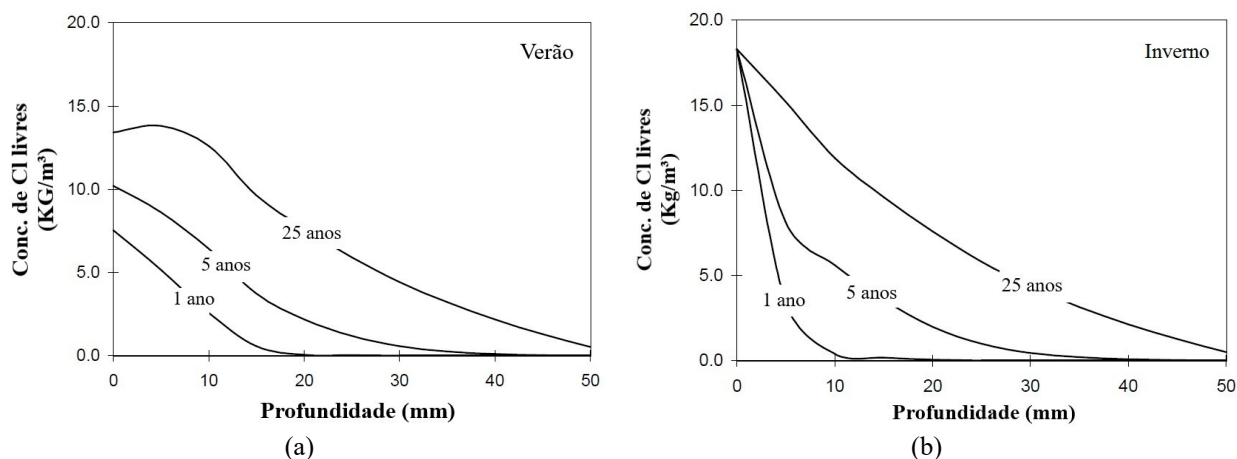 Verão
Conc. de Cl livres
(KG/m³)
20.0
15.0
10.0
5.0
0.0
25 anos
5 anos
1 ano
0 10 20 30 40 50
Profundidade (mm)
(a)
Inverno
Conc. de Cl livres
(Kg/m³)
20.0
15.0
10.0
5.0
0.0
1 ano
5 anos
25 anos
0 10 20 30 40 50
Profundidade (mm)
(b)